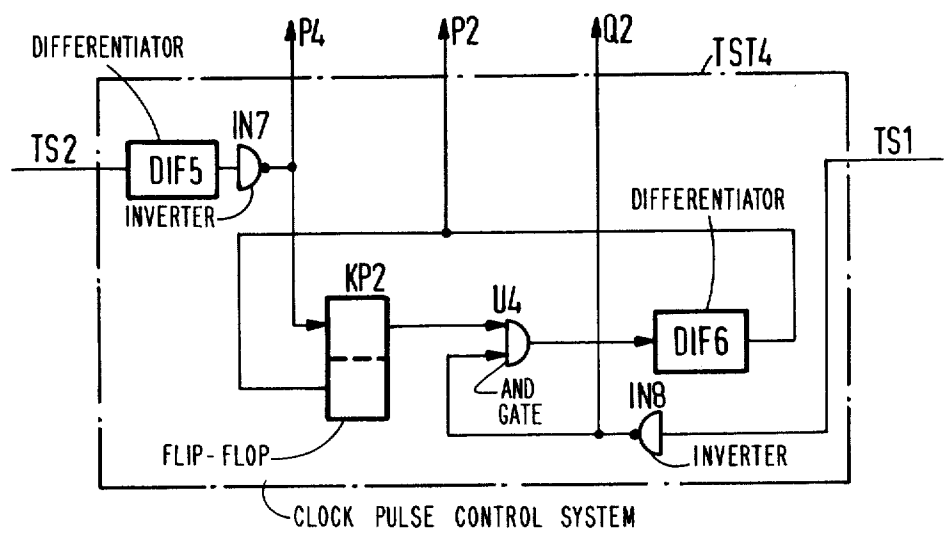 P4
P2
Q2
DIFFERENTIATOR
TST4
IN7
TS2
TS1
DIF5
INVERTER
DIFFERENTIATOR
KP2
U4
DIF6
AND
GATE
IN8
FLIP-FLOP
INVERTER
CLOCK PULSE CONTROL SYSTEM